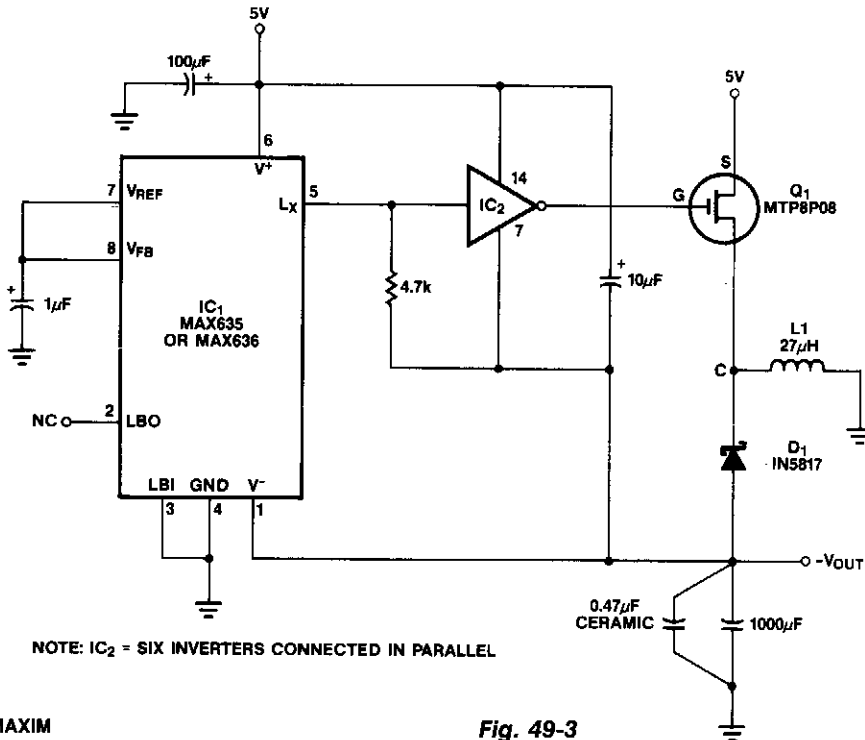 5V
100µF
+
5V
6
V+
7 VREF
LX 5
14
IC2
7
S
G
Q1
MTP8P08
8 VFB
+
1µF
4.7k
+
10µF
IC1
MAX635
OR MAX636
L1
27µH
C
NC 2 LBO
D1
IN5817
LBI GND V-
3 4 1
-VOUT
0.47µF
CERAMIC
1000µF
NOTE: IC2 = SIX INVERTERS CONNECTED IN PARALLEL
MAXIM
Fig. 49-3